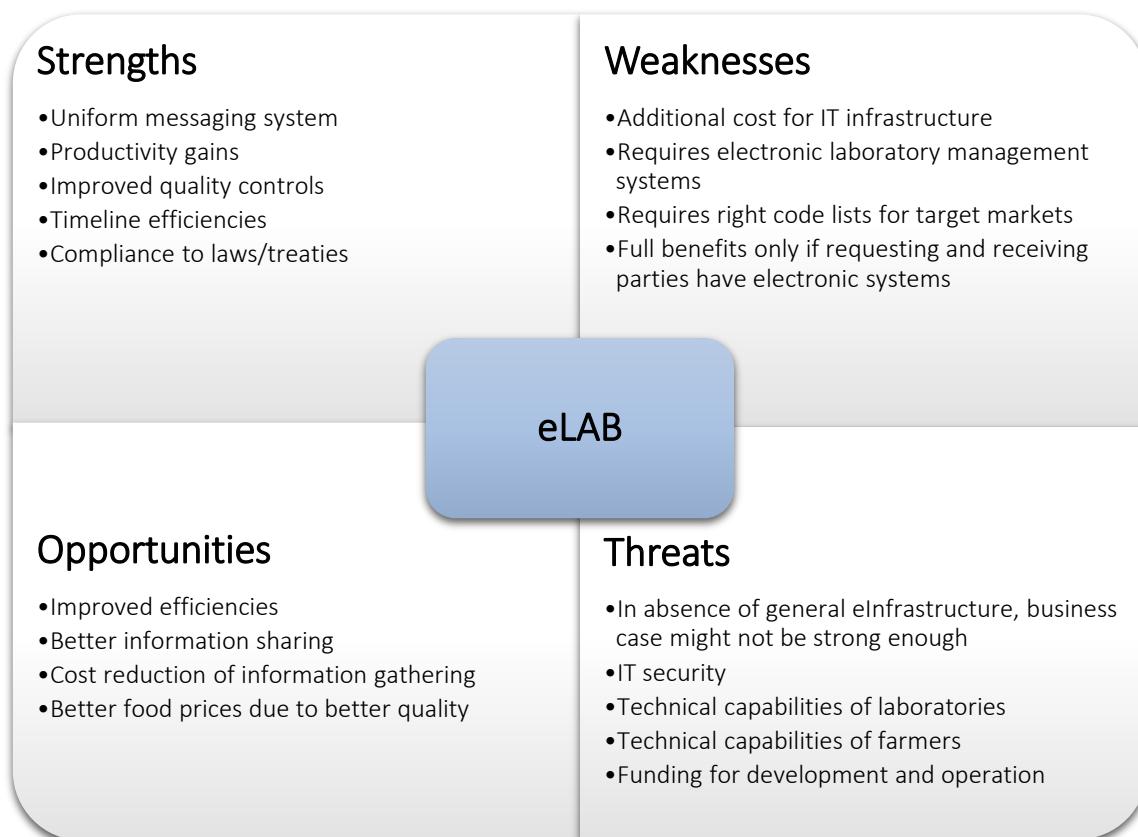 Strengths
•Uniform messaging system
•Productivity gains
•Improved quality controls
•Timeline efficiencies
•Compliance to laws/treaties
Weaknesses
•Additional cost for IT infrastructure
•Requires electronic laboratory management
systems
•Requires right code lists for target markets
•Full benefits only if requesting and receiving
parties have electronic systems
eLAB
Opportunities
•Improved efficiencies
•Better information sharing
•Cost reduction of information gathering
•Better food prices due to better quality
Threats
•In absence of general eInfrastructure, business
case might not be strong enough
•IT security
•Technical capabilities of laboratories
•Technical capabilities of farmers
•Funding for development and operation